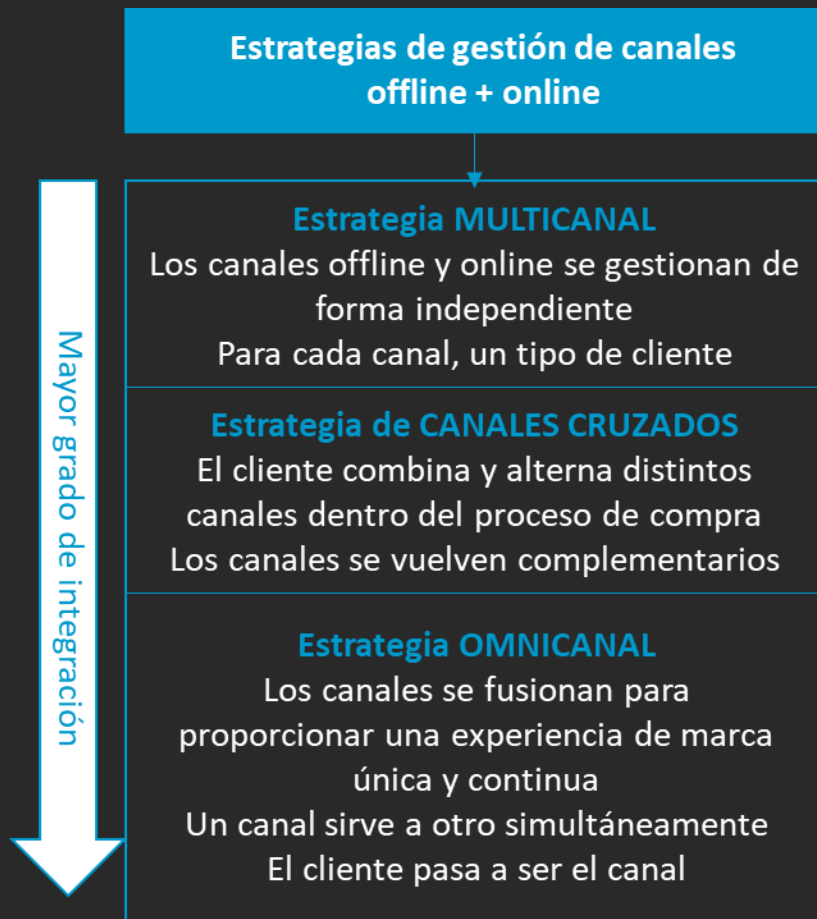 Estrategias de gestión de canales
offline + online
Mayor grado de integración
Estrategia MULTICANAL
Los canales offline y online se gestionan de
forma independiente
Para cada canal, un tipo de cliente
Estrategia de CANALES CRUZADOS
El cliente combina y alterna distintos
canales dentro del proceso de compra
Los canales se vuelven complementarios
Estrategia OMNICANAL
Los canales se fusionan para
proporcionar una experiencia de marca
única y continua
Un canal sirve a otro simultáneamente
El cliente pasa a ser el canal